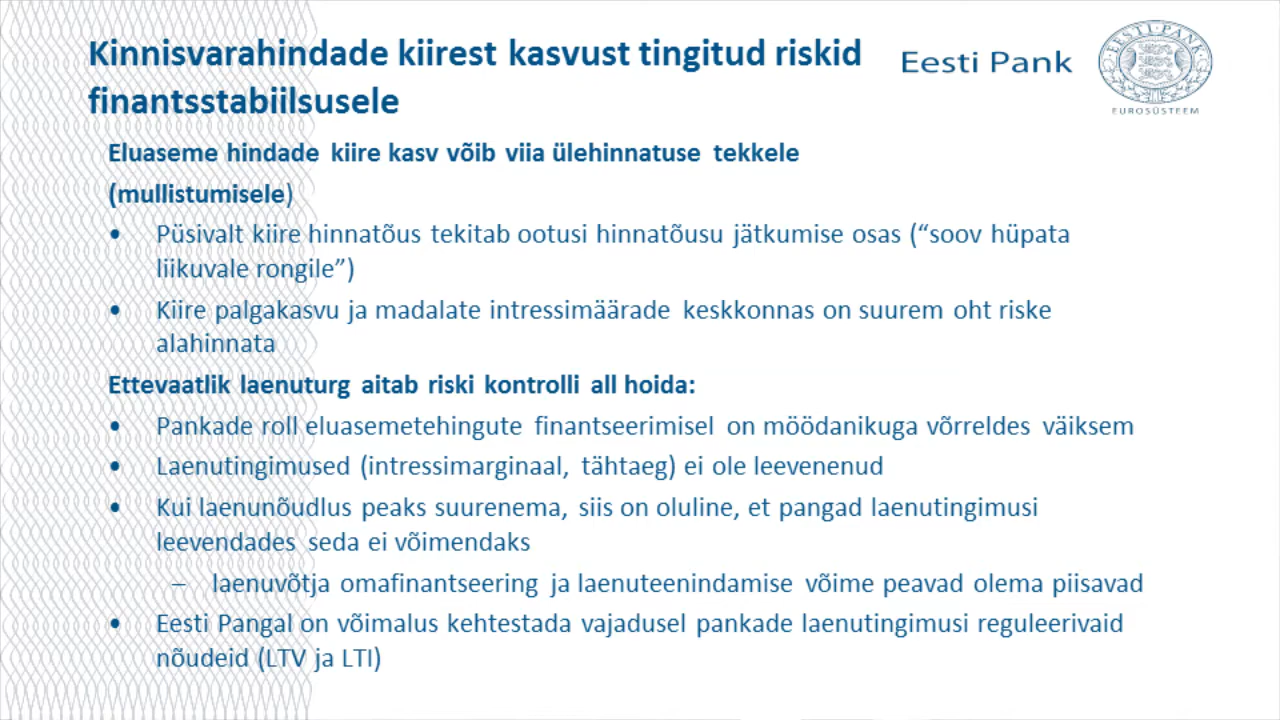 Kinnisvarahindade kiirest kasvust tingitud riskid
finantsstabiilsusele
Eesti Pank
EESTI PANK
EUROSÜSTEEM
Eluaseme hindade kiire kasv võib viia ülehinnatuse tekkele
(mullistumisele)
• Püsivalt kiire hinnatõus tekitab ootusi hinnatõusu jätkumise osas (“soov hüpata
liikuvale rongile”)
• Kiire palgakasvu ja madalate intressimäärade keskkonnas on suurem oht riske
alahinnata
Ettevaatlik laenuturg aitab riski kontrolli all hoida:
• Pankade roll eluasemetehingute finantseerimisel on möödanikuga võrreldes väiksem
• Laenutingimused (intressimarginaal, tähtaeg) ei ole leevenenud
• Kui laenunõudlus peaks suurenema, siis on oluline, et pangad laenutingimusi
leevendades seda ei võimendaks
– laenuvõtja omafinantseering ja laenuteenindamise võime peavad olema piisavad
• Eesti Pangal on võimalus kehtestada vajadusel pankade laenutingimusi reguleerivaid
nõudeid (LTV ja LTI)